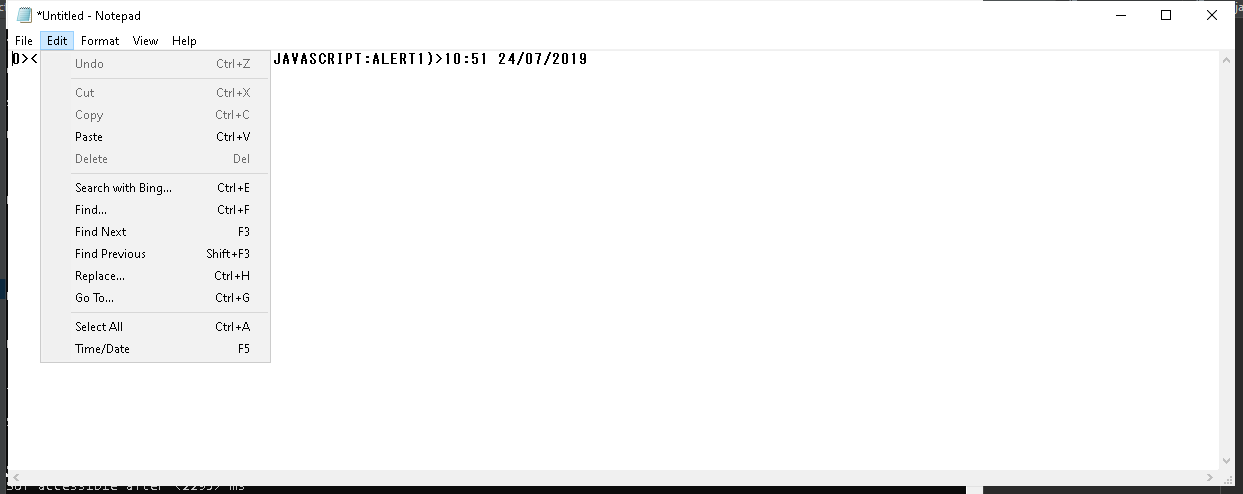 *Untitled - Notepad
File Edit Format View Help
0><
JAVASCRIPT:ALERT1)>10:51 24/07/2019
Undo Ctrl+Z
Cut Ctrl+X
Copy Ctrl+C
Paste Ctrl+V
Delete Del
Search with Bing... Ctrl+E
Find... Ctrl+F
Find Next F3
Find Previous Shift+F3
Replace... Ctrl+H
Go To... Ctrl+G
Select All Ctrl+A
Time/Date F5
accessible after
ms